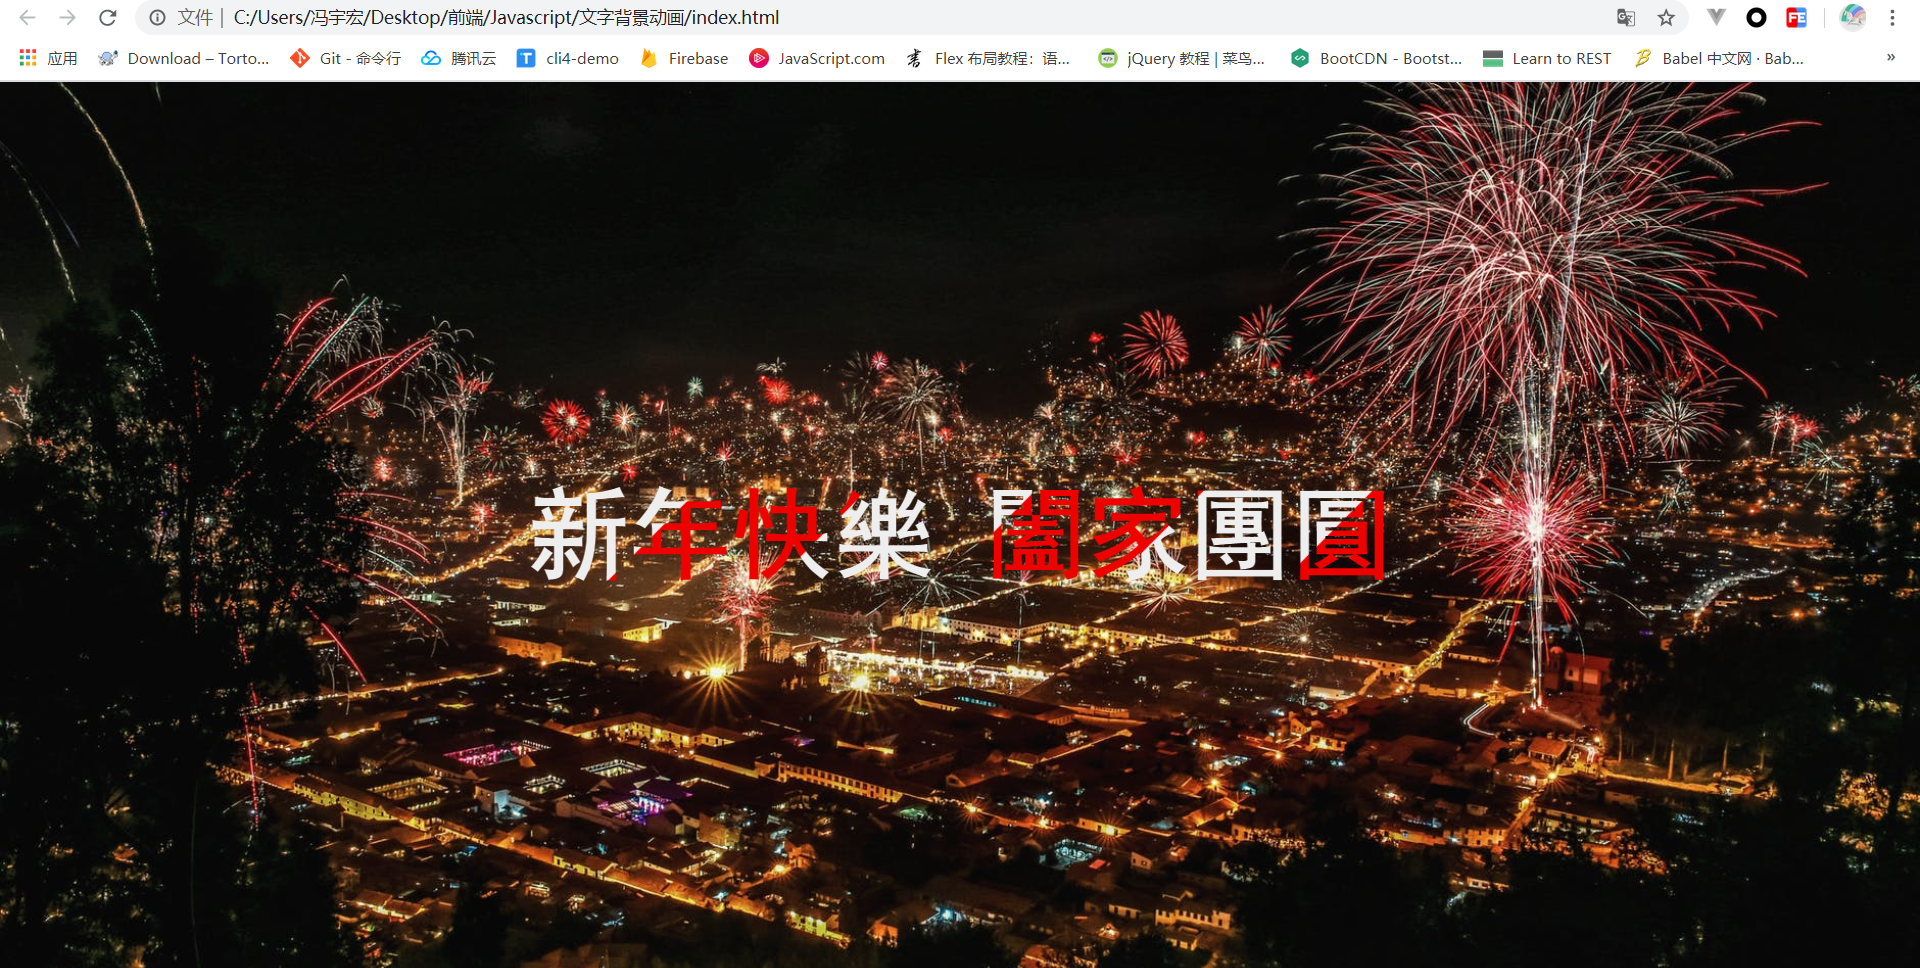 文件 C:/Users/冯宇宏/Desktop/前端/Javascript/文字背景动画/index.html
应用 Download – Torto... Git - 命令行 腾讯云 T cli4-demo Firebase JavaScript.com 书 Flex 布局教程：语... jQuery 教程 | 菜鸟... BootCDN - Bootst... Learn to REST Babel 中文网 · Bab... »
新年快樂 闔家團圓